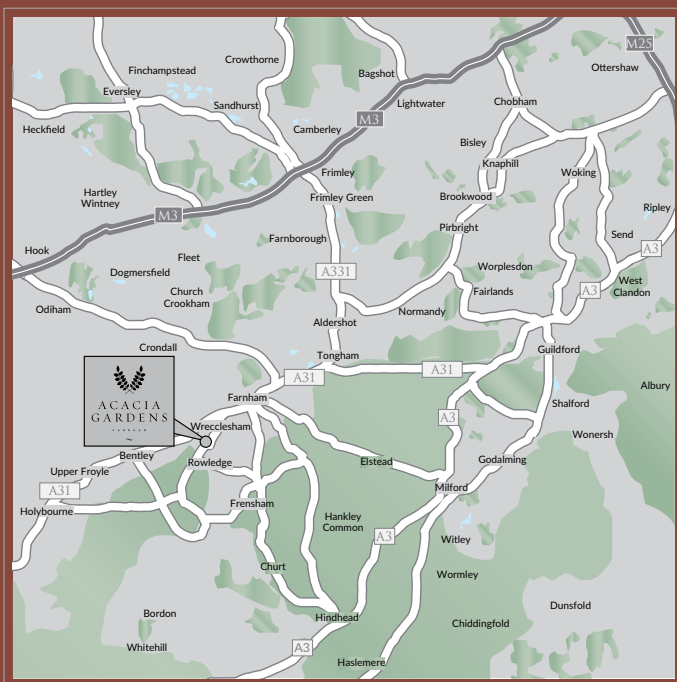 M25
Crowthorne
Ottershaw
Finchampstead
Bagshot
Eversley
Lightwater
Chobham
Sandhurst
M3
Heckfield
Camberley
Bisley
Knaphill
Frimley
Woking
Hartley
Wintney
Frimley Green
Brookwood
Ripley
M3
Pirbright
Send
Farnborough
A3
Hook
Fleet
Dogmersfield
A331
Worplesdon
West
Clandon
Church
Crookham
Fairlands
A3
Odiham
Normandy
Aldershot
Crondall
Tongham
Guildford
A31
A31
Albury
ACACIA
GARDENS
Farnham
Shalford
A3
Wrecclesham
Wonersh
Bentley
Rowledge
Elstead
Godalming
Upper Froyle
A31
Milford
Holybourne
Frensham
Hankley
Common
A3
Witley
Churt
Wormley
Bordon
Hindhead
Dunsfold
Chiddingfold
Whitehill
A3
Haslemere